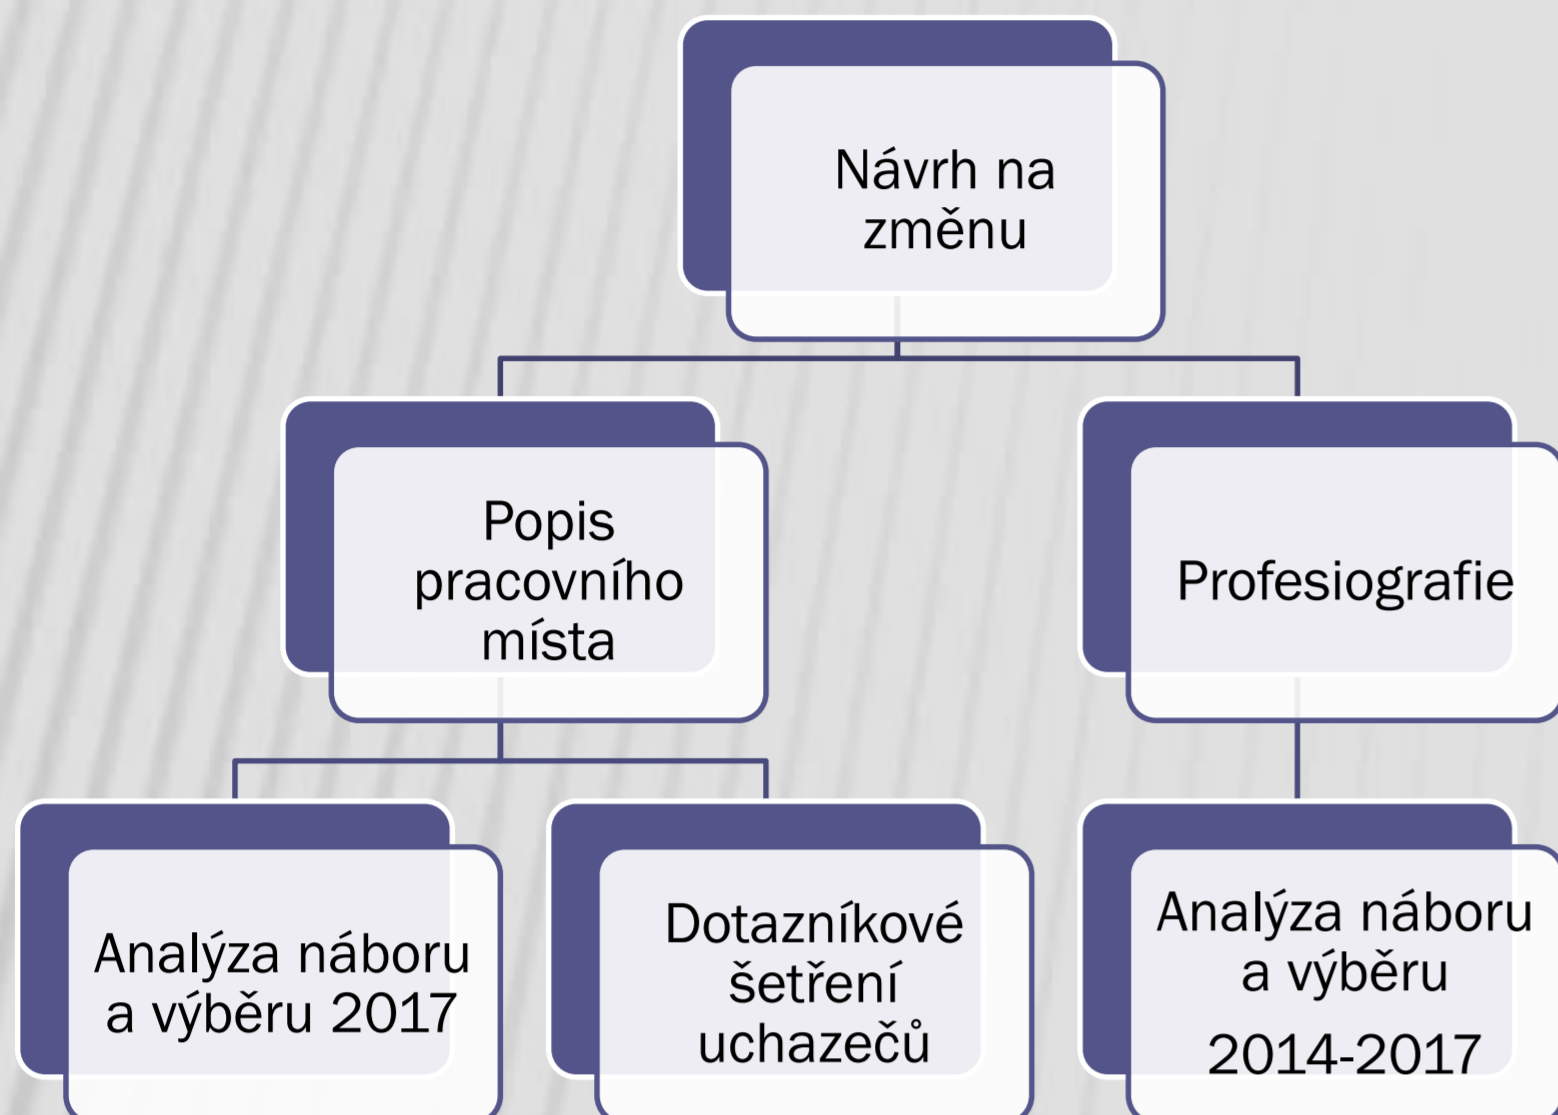 Návrh na
změnu
Popis
pracovního
místa
Profesiografie
Analýza náboru
a výběru 2017
Dotazníkové
šetření
uchazečů
Analýza náboru
a výběru
2014-2017